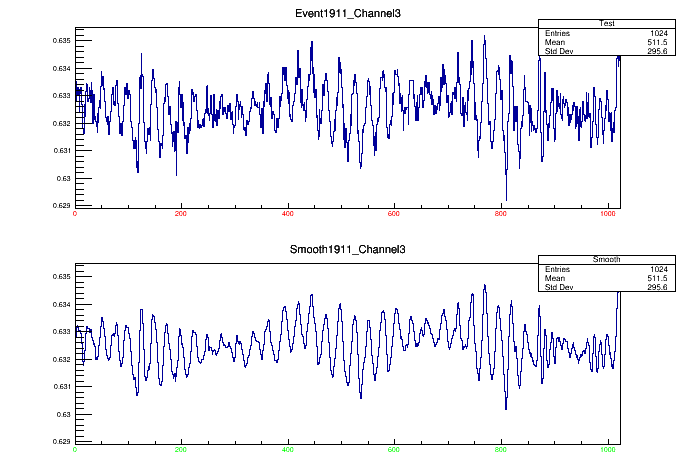 Event1911_Channel3
Test
Entries 1024
Mean 511.5
Std Dev 295.6
0.635
0.634
0.633
0.632
0.631
0.63
0.629
0 200 400 600 800 1000
Smooth1911_Channel3
Smooth
Entries 1024
Mean 511.5
Std Dev 295.6
0.635
0.634
0.633
0.632
0.631
0.63
0.629
0 200 400 600 800 1000